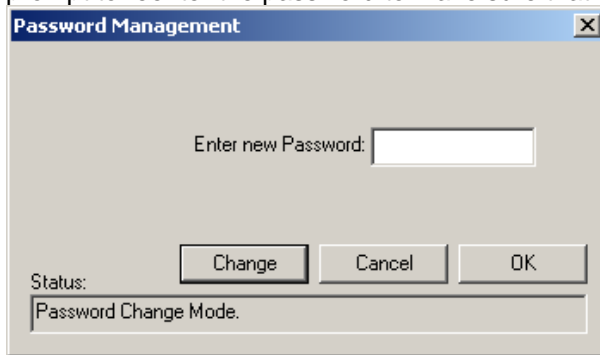 Password Management
Enter new Password:
Change Cancel OK
Status:
Password Change Mode.